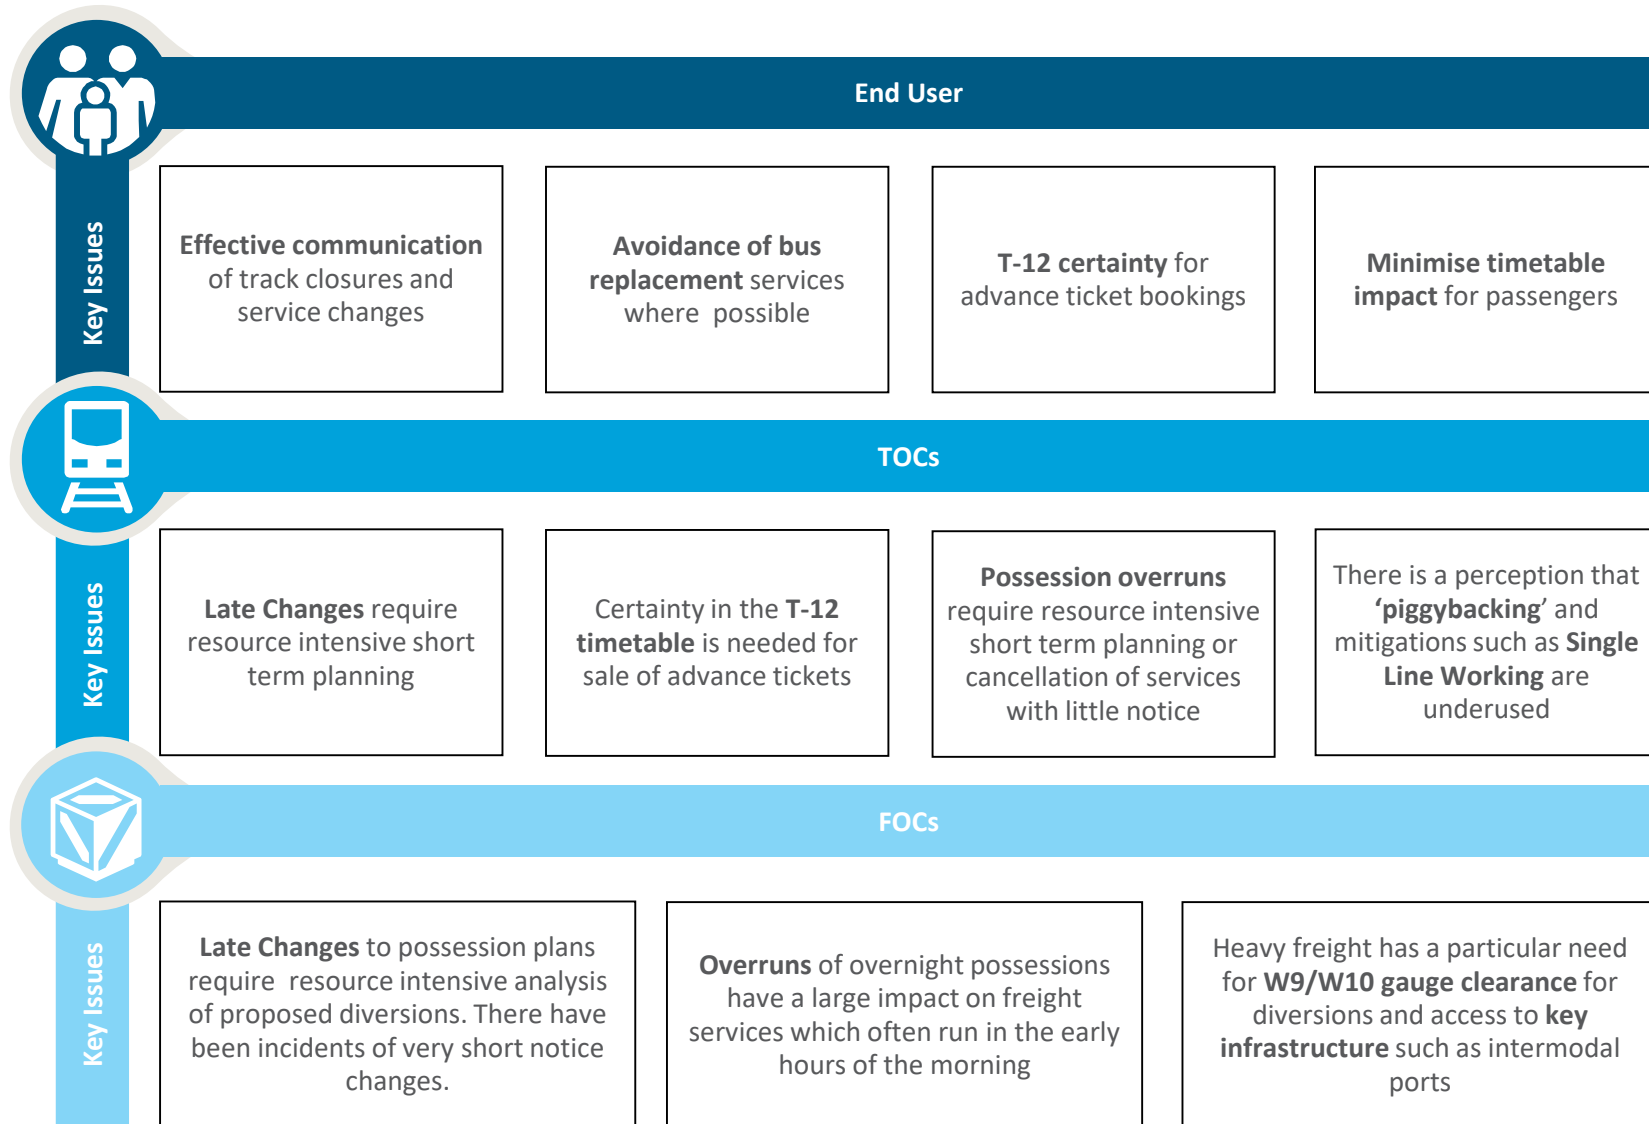 End User
Key Issues
Effective communication
of track closures and
service changes
Avoidance of bus
replacement services
where possible
T-12 certainty for
advance ticket bookings
Minimise timetable
impact for passengers
TOCs
Key Issues
Late Changes require
resource intensive short
term planning
Certainty in the T-12
timetable is needed for
sale of advance tickets
Possession overruns
require resource intensive
short term planning or
cancellation of services
with little notice
There is a perception that
‘piggybacking’ and
mitigations such as Single
Line Working are
underused
FOCs
Key Issues
Late Changes to possession plans
require resource intensive analysis
of proposed diversions. There have
been incidents of very short notice
changes.
Overruns of overnight possessions
have a large impact on freight
services which often run in the early
hours of the morning
Heavy freight has a particular need
for W9/W10 gauge clearance for
diversions and access to key
infrastructure such as intermodal
ports